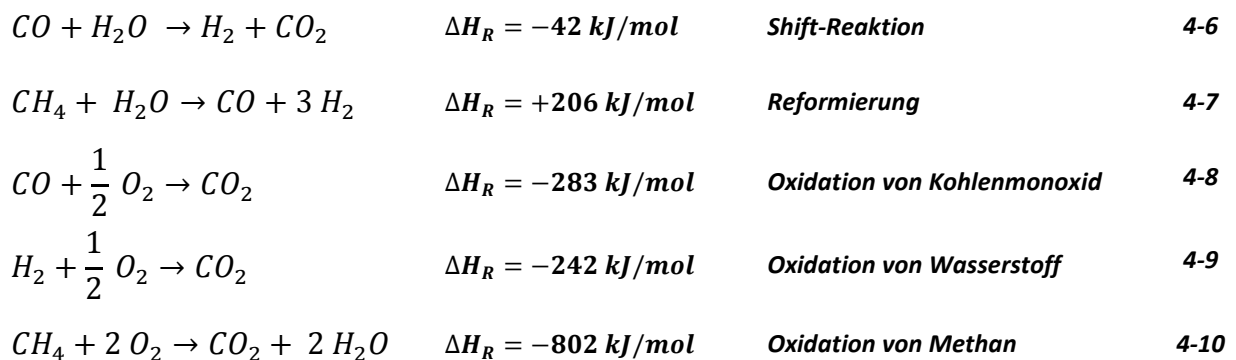 CO + H₂O → H₂ + CO₂ ΔH_R = −42 kJ/mol Shift-Reaktion 4-6
CH₄ + H₂O → CO + 3 H₂ ΔH_R = +206 kJ/mol Reformierung 4-7
CO + 1/2 O₂ → CO₂ ΔH_R = −283 kJ/mol Oxidation von Kohlenmonoxid 4-8
H₂ + 1/2 O₂ → CO₂ ΔH_R = −242 kJ/mol Oxidation von Wasserstoff 4-9
CH₄ + 2 O₂ → CO₂ + 2 H₂O ΔH_R = −802 kJ/mol Oxidation von Methan 4-10